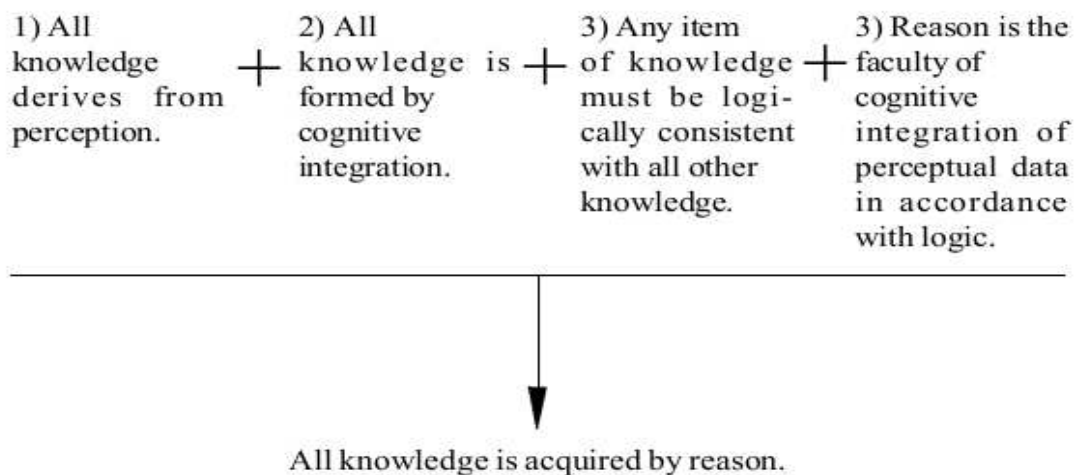 1) All
knowledge
derives from
perception.
+
2) All
knowledge is
formed by
cognitive
integration.
+
3) Any item
of knowledge
must be logi-
cally consistent
with all other
knowledge.
+
3) Reason is the
faculty of
cognitive
integration of
perceptual data
in accordance
with logic.
All knowledge is acquired by reason.